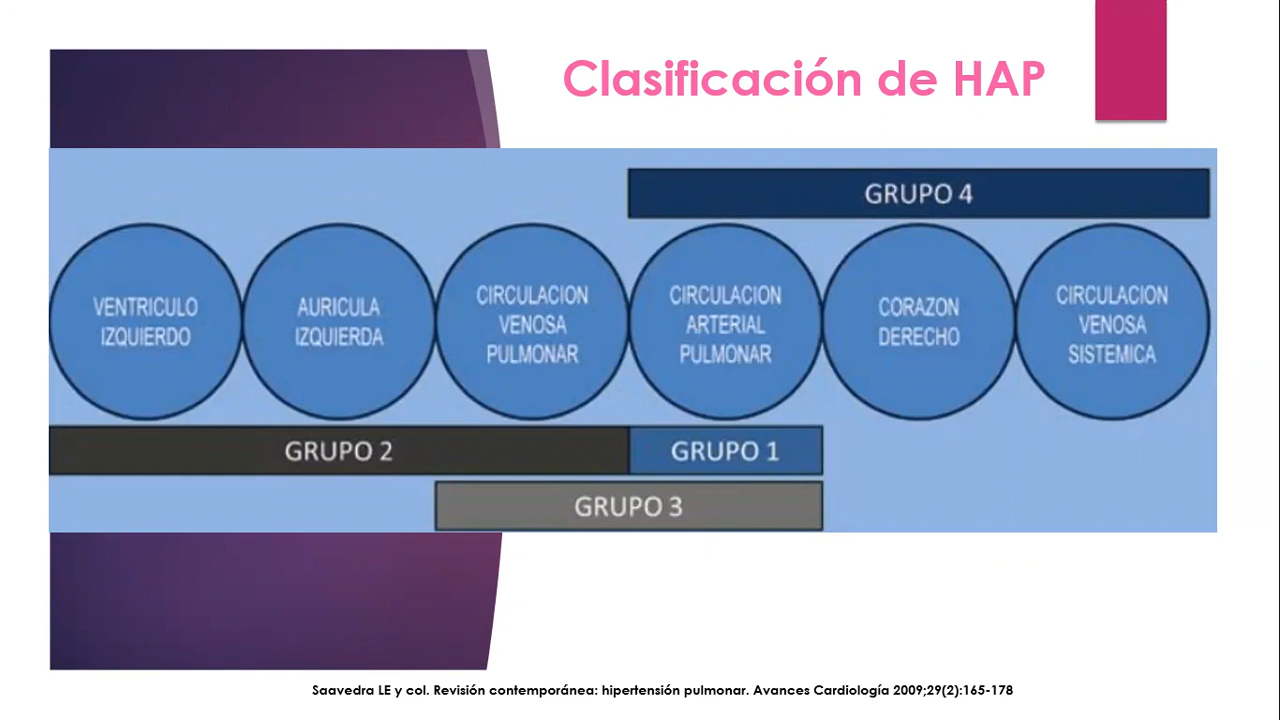 Clasificación de HAP
GRUPO 4
VENTRICULO
IZQUIERDO
AURICULA
IZQUIERDA
CIRCULACION
VENOSA
PULMONAR
CIRCULACION
ARTERIAL
PULMONAR
CORAZON
DERECHO
CIRCULACION
VENOSA
SISTEMICA
GRUPO 2
GRUPO 1
GRUPO 3
Saavedra LE y col. Revisión contemporánea: hipertensión pulmonar. Avances Cardiología 2009;29(2):165-178